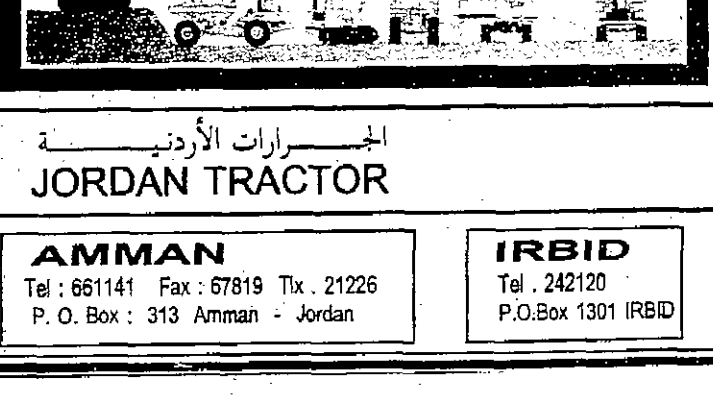 الجـــــرارات الأردنيـــــــة
JORDAN TRACTOR
AMMAN
Tel : 661141 Fax : 67819 Tlx . 21226
P. O. Box : 313 Amman - Jordan
IRBID
Tel . 242120
P.O.Box 1301 IRBID